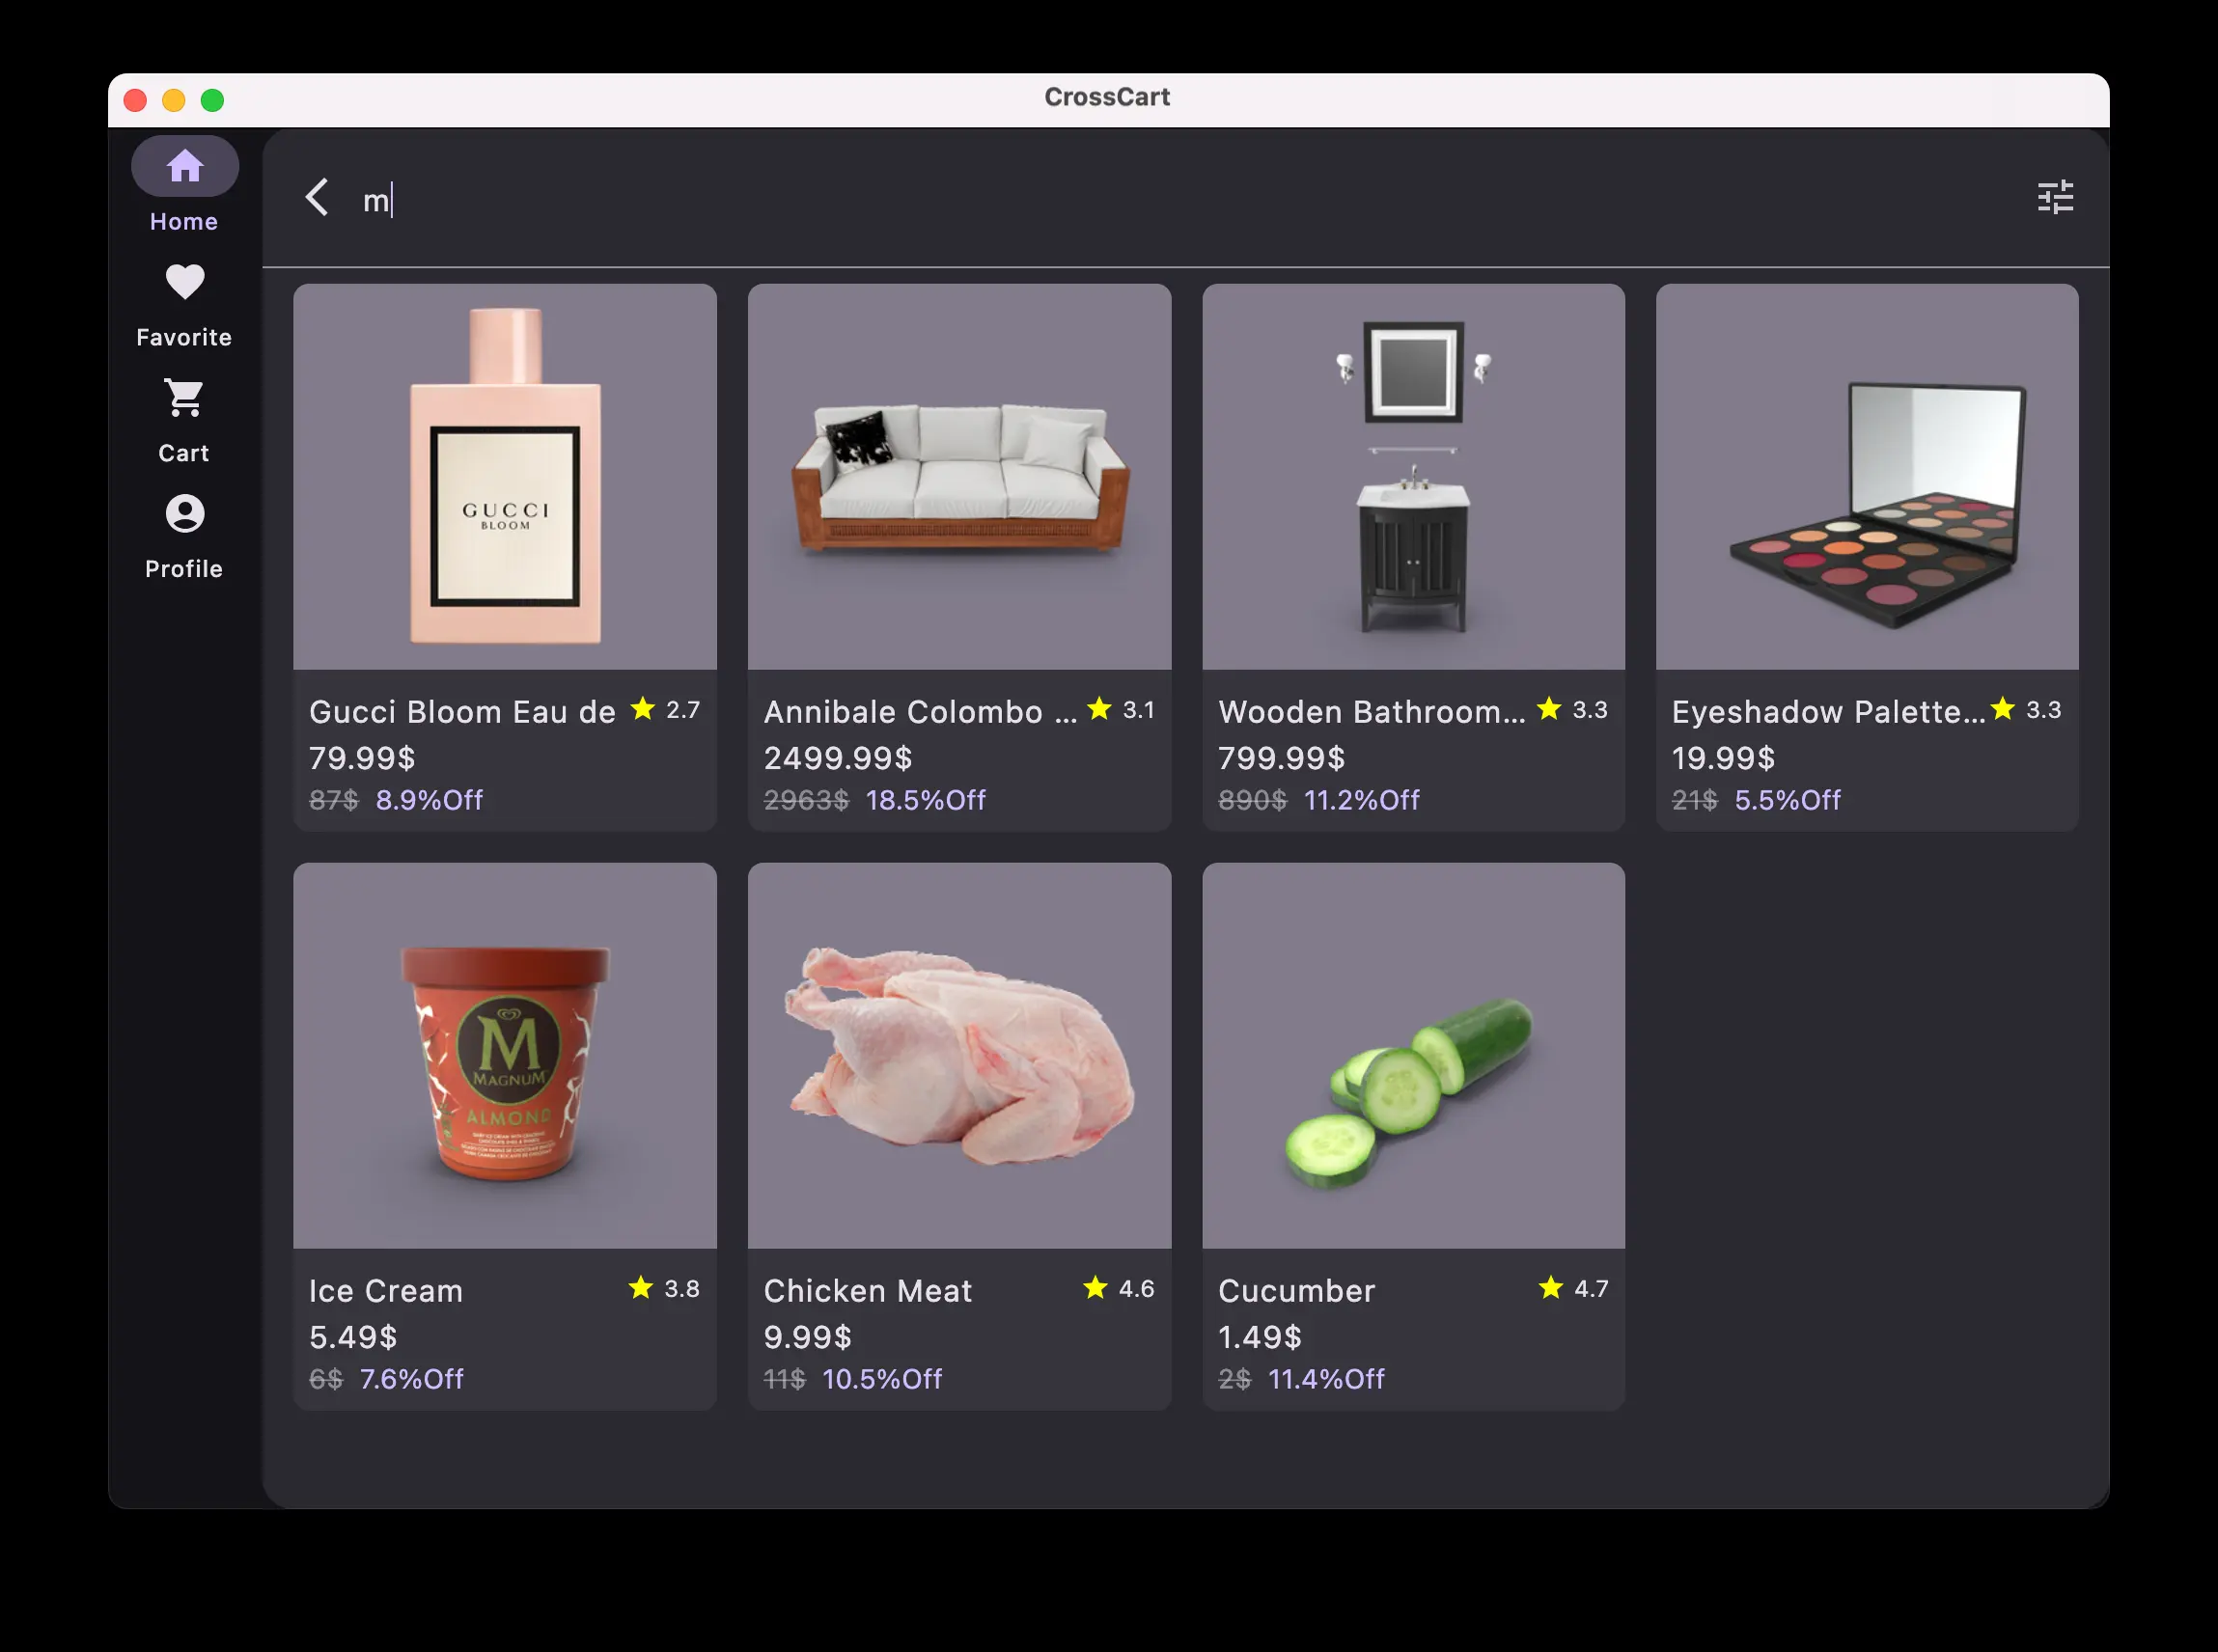 CrossCart
Home
Favorite
Cart
Profile
m
GUCCI
BLOOM
Gucci Bloom Eau de
2.7
79.99$
87$ 8.9%Off
Annibale Colombo ...
3.1
2499.99$
2963$ 18.5%Off
Wooden Bathroom...
3.3
799.99$
890$ 11.2%Off
Eyeshadow Palette...
3.3
19.99$
21$ 5.5%Off
M
MAGNUM
ALMOND
Ice Cream
3.8
5.49$
6$ 7.6%Off
Chicken Meat
4.6
9.99$
11$ 10.5%Off
Cucumber
4.7
1.49$
2$ 11.4%Off